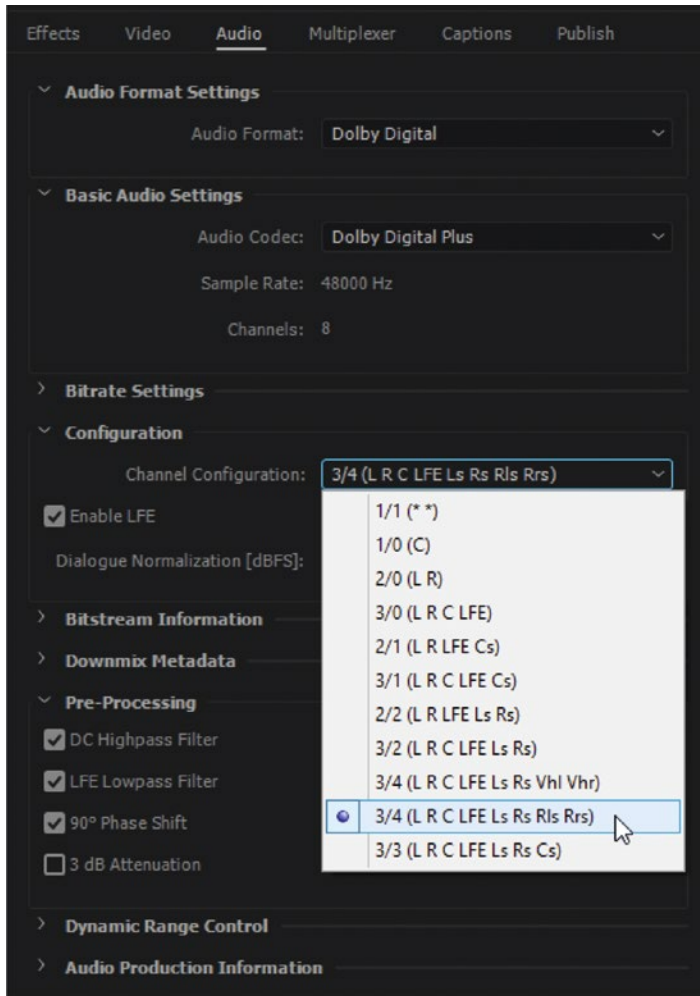 Effects Video Audio Multiplexer Captions Publish
Audio Format Settings
Audio Format: Dolby Digital
Basic Audio Settings
Audio Codec: Dolby Digital Plus
Sample Rate: 48000 Hz
Channels: 8
Bitrate Settings
Configuration
Channel Configuration: 3/4 (L R C LFE Ls Rs Rls Rrs)
Enable LFE
Dialogue Normalization [dBFS]:
1/1 (* *)
1/0 (C)
2/0 (L R)
3/0 (L R C LFE)
2/1 (L R LFE Cs)
3/1 (L R C LFE Cs)
2/2 (L R LFE Ls Rs)
3/2 (L R C LFE Ls Rs)
3/4 (L R C LFE Ls Rs Vhl Vhr)
3/4 (L R C LFE Ls Rs Rls Rrs)
3/3 (L R C LFE Ls Rs Cs)
Bitstream Information
Downmix Metadata
Pre-Processing
DC Highpass Filter
LFE Lowpass Filter
90° Phase Shift
3 dB Attenuation
Dynamic Range Control
Audio Production Information